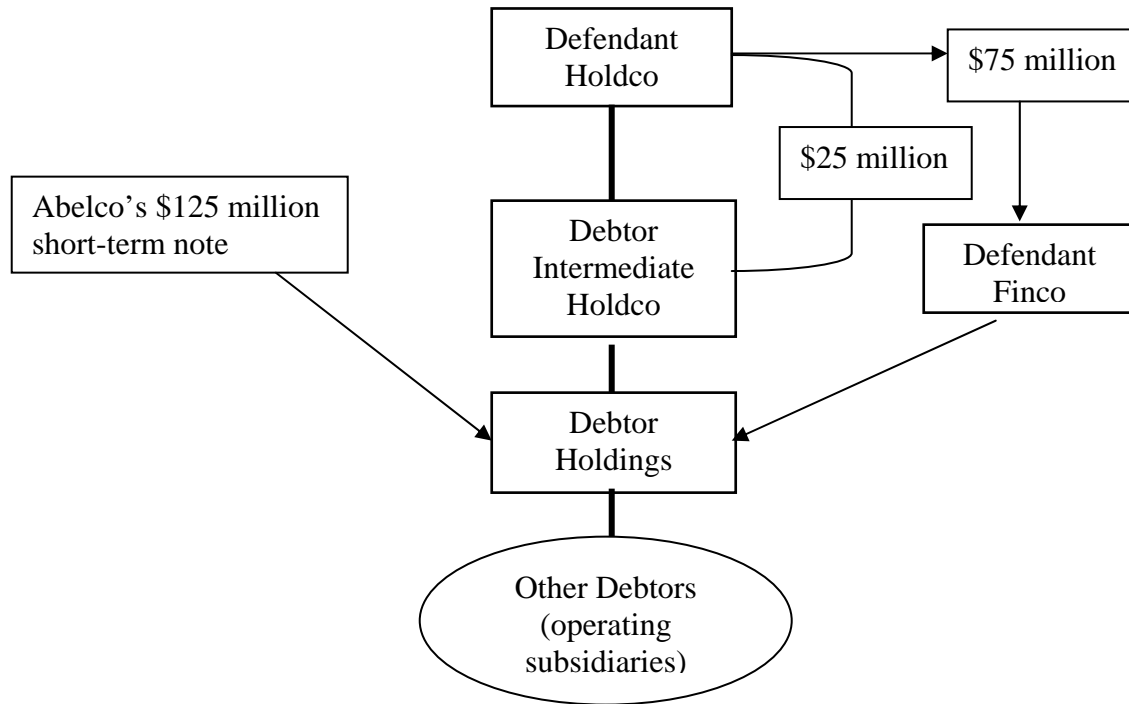 Defendant
Holdco
$75 million
$25 million
Abelco’s $125 million
short-term note
Debtor
Intermediate
Holdco
Defendant
Finco
Debtor
Holdings
Other Debtors
(operating
subsidiaries)